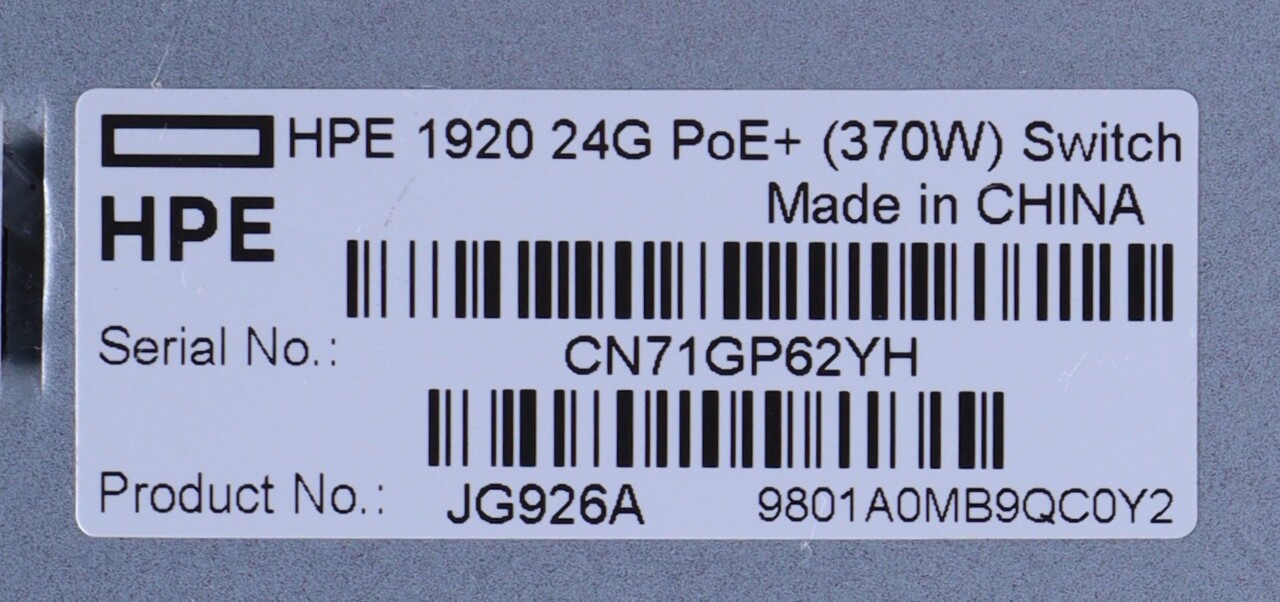 HPE 1920 24G PoE+ (370W) Switch
Made in CHINA
HPE
Serial No.: CN71GP62YH
Product No.: JG926A 9801A0MB9QC0Y2